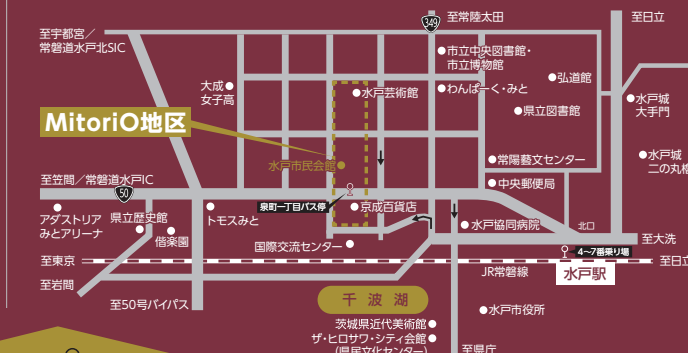 至宇都宮／
常磐道水戸北SIC
349
至常陸太田
至日立
市立中央図書館・
市立博物館
弘道館
大成
女子高
水戸芸術館
わんぱーく・みと
水戸城
大手門
県立図書館
MitoriO地区
水戸市民会館
常陽藝文センター
水戸城
二の丸
至笠間／常磐道水戸IC
50
中央郵便局
泉町一丁目バス停
京成百貨店
アダストリア
みとアリーナ
県立歴史館
偕楽園
トモスみと
水戸協同病院
北口
国際交流センター
至大洗
4〜7番乗り場
至東京
JR常磐線
水戸駅
至日立
至岩間
千波湖
至50号バイパス
水戸市役所
茨城県近代美術館
ザ・ヒロサワ・シティ会館
(県民文化センター)
至県庁